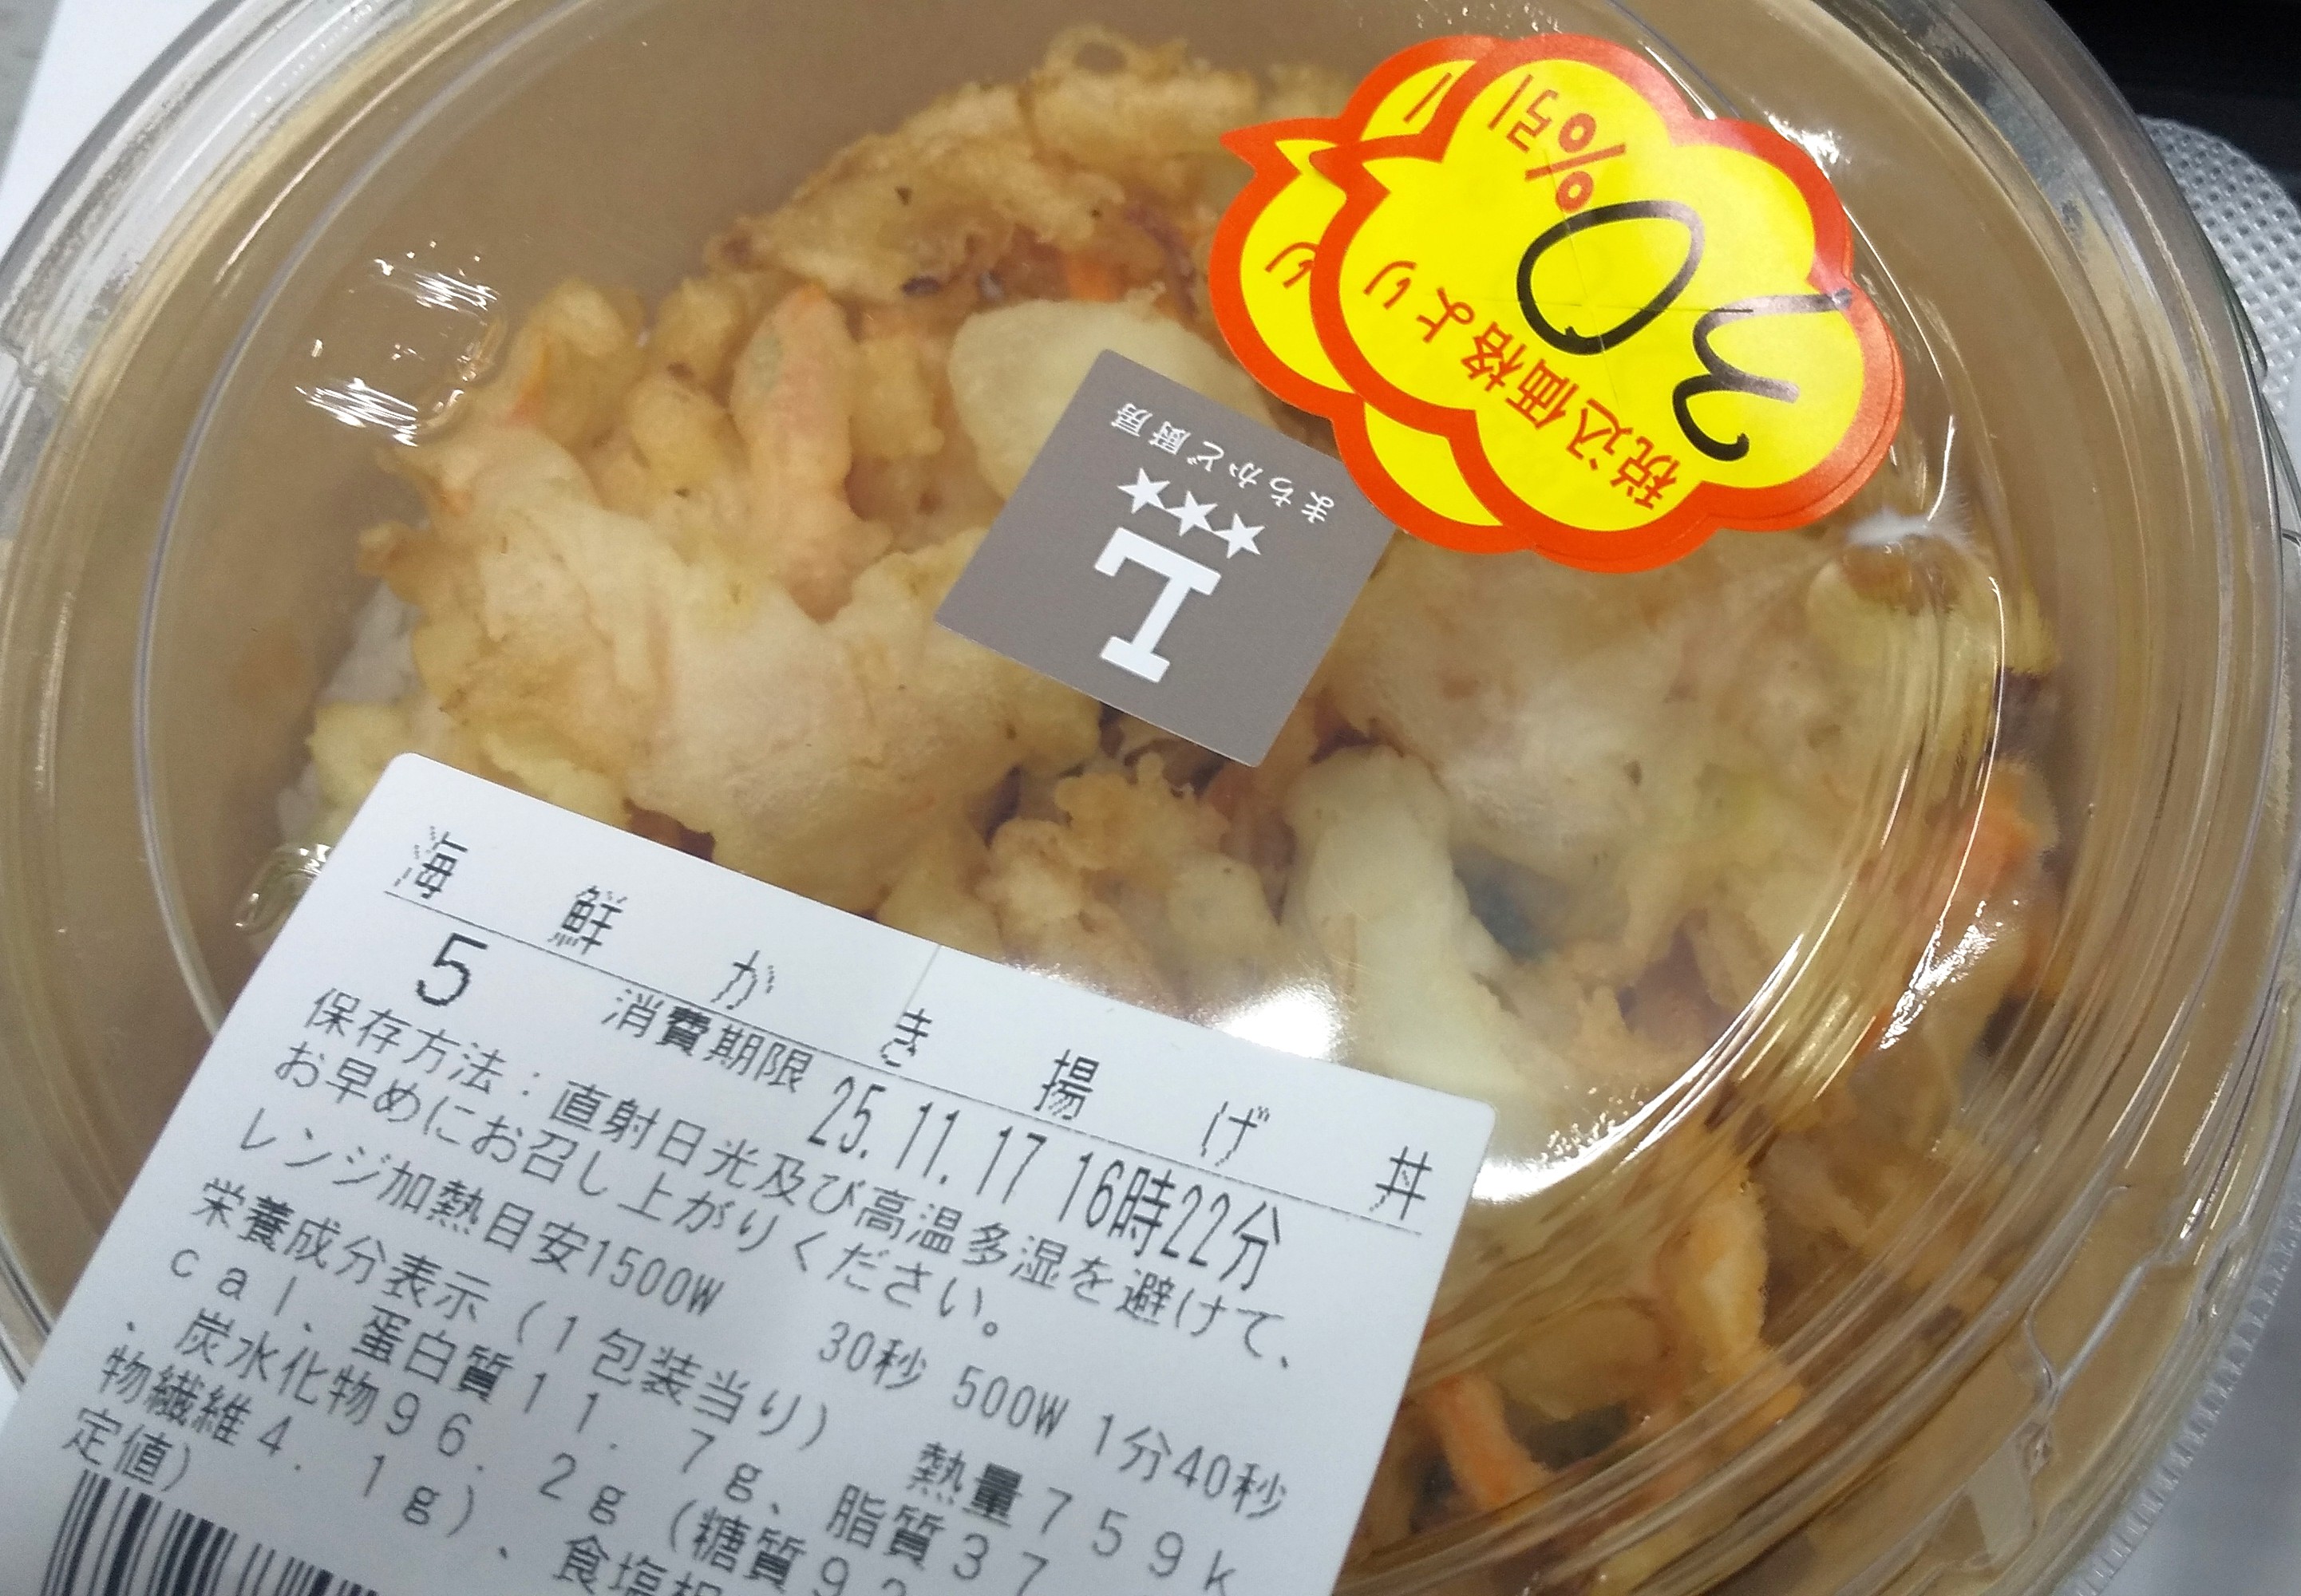 税込価格より
30%引
より
まちかど厨房
L
海鮮かき揚げ丼
5 消費期限 25.11.17 16時22分
保存方法：直射日光及び高温多湿を避けて、
お早めにお召し上がりください。
レンジ加熱目安1500W 30秒 500W 1分40秒
栄養成分表示（1包装当り） 熱量759k
cal、蛋白質11.7g、脂質37
、炭水化物96.2g（糖質92
物繊維4.1g）、食塩相
定値）